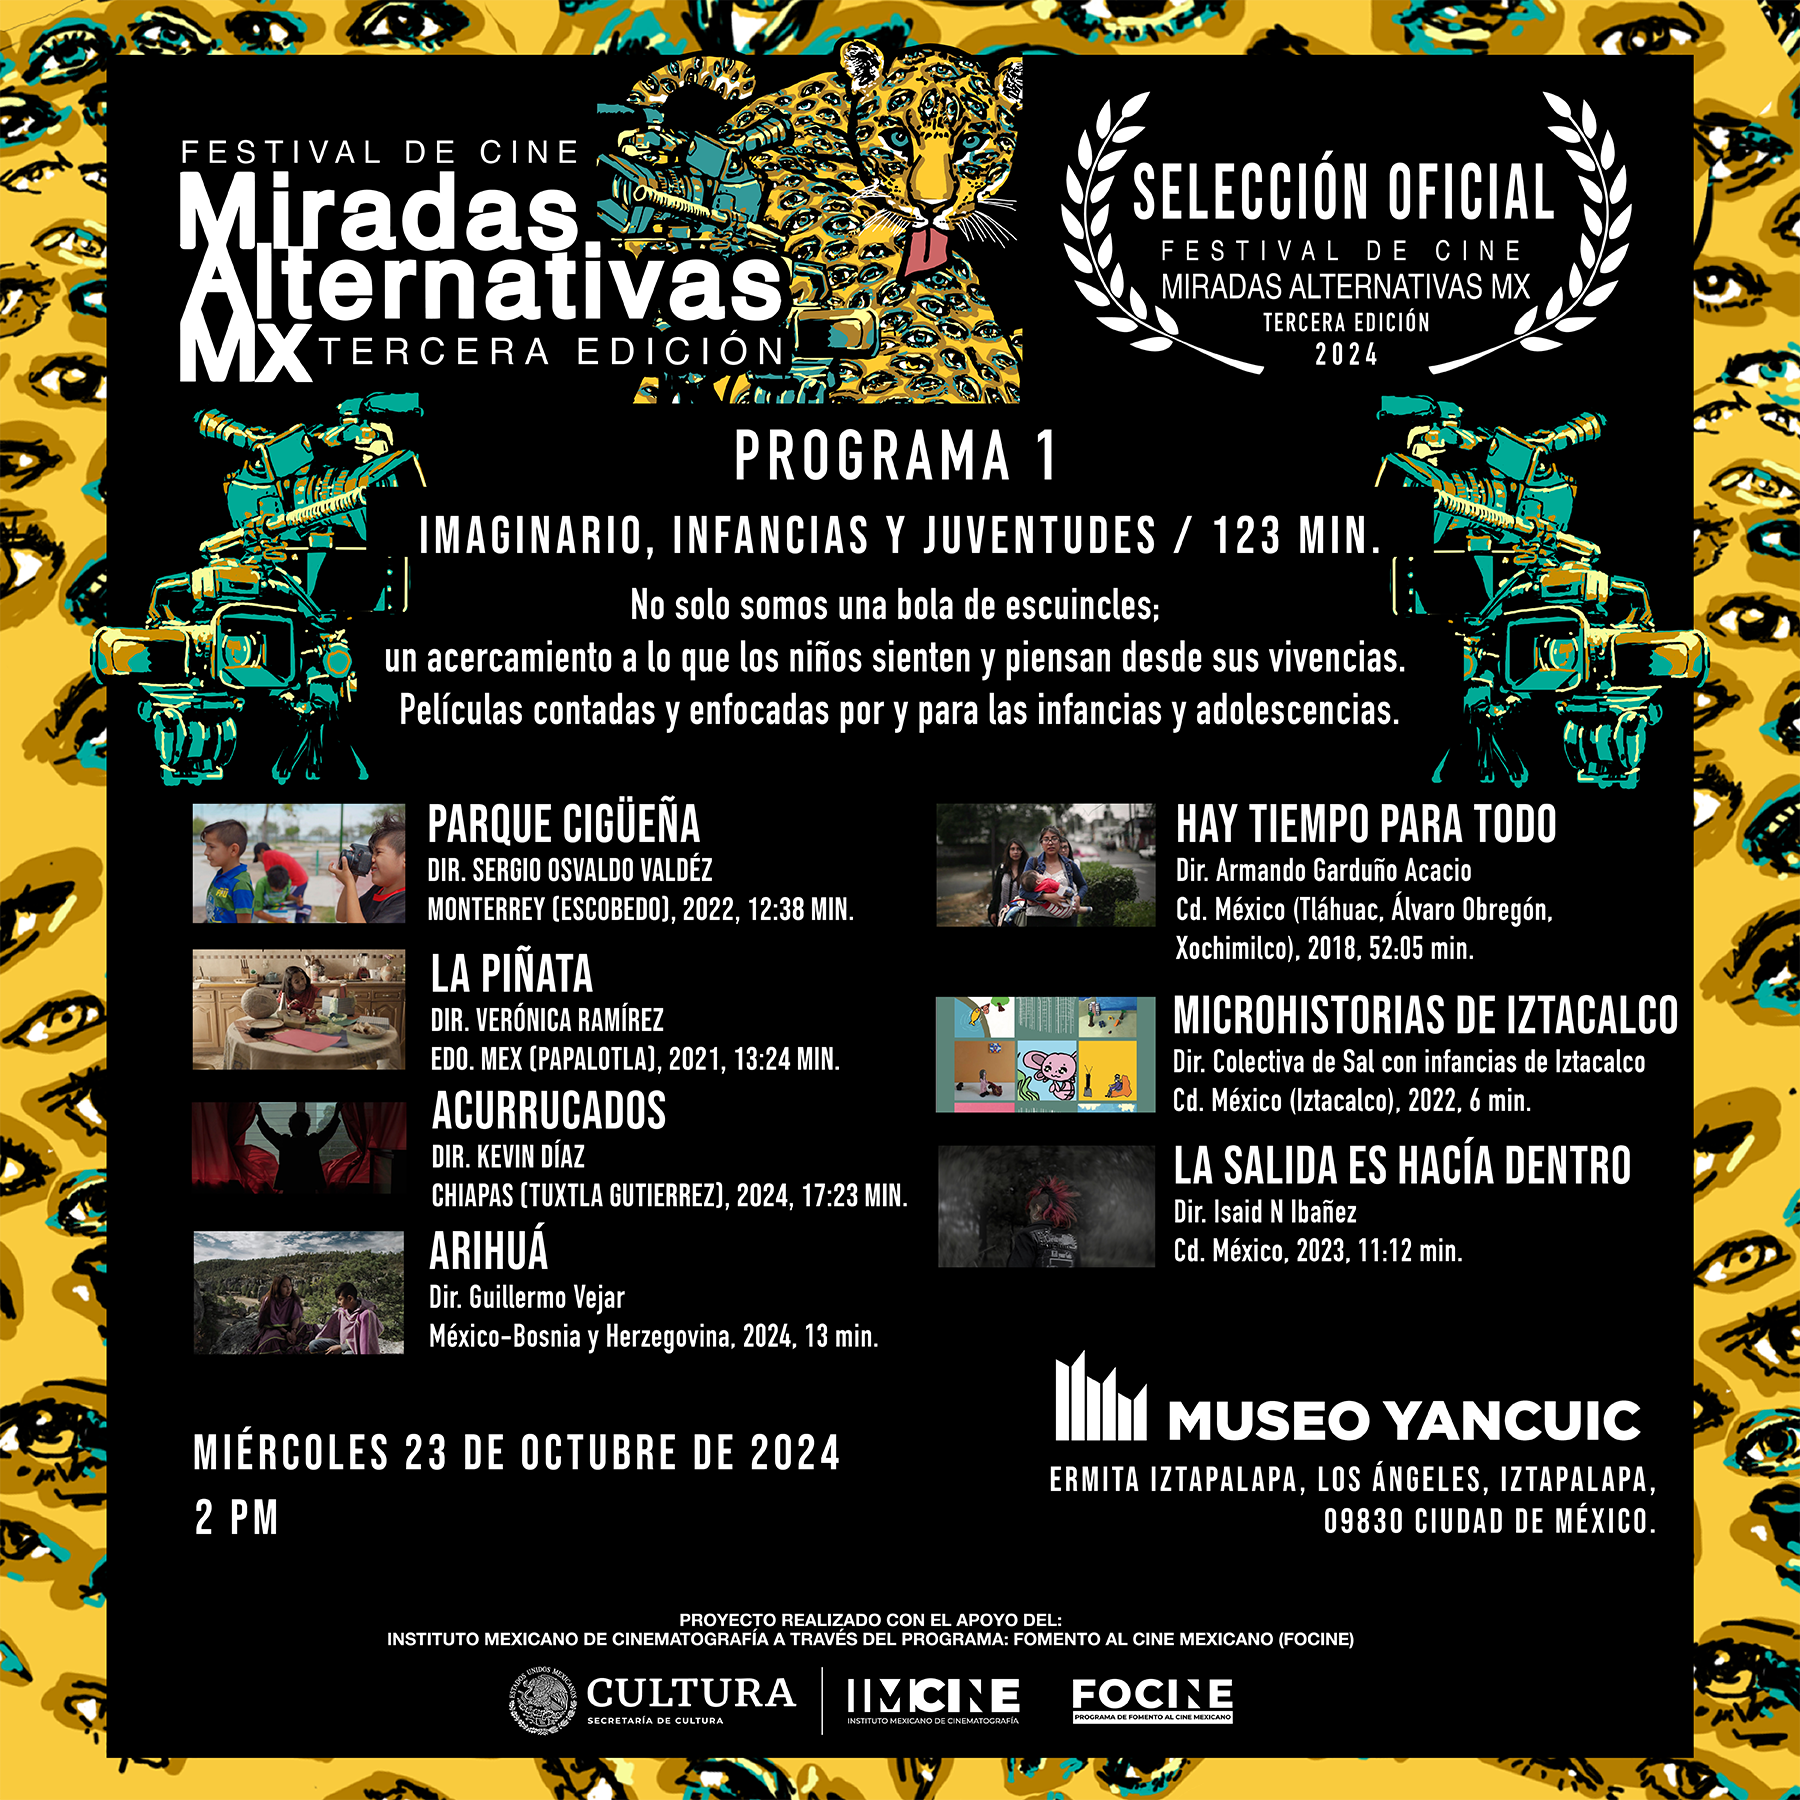 FESTIVAL DE CINE
Miradas
Alternativas
Mx TERCERA EDICIÓN
SELECCIÓN OFICIAL
FESTIVAL DE CINE
MIRADAS ALTERNATIVAS MX
TERCERA EDICIÓN
2024
PROGRAMA 1
IMAGINARIO, INFANCIAS Y JUVENTUDES / 123 MIN.
No solo somos una bola de escuincles;
un acercamiento a lo que los niños sienten y piensan desde sus vivencias.
Películas contadas y enfocadas por y para las infancias y adolescencias.
PARQUE CIGÜEÑA
DIR. SERGIO OSVALDO VALDÉZ
MONTERREY (ESCOBEDO), 2022, 12:38 MIN.
LA PIÑATA
DIR. VERÓNICA RAMÍREZ
EDO. MEX (PAPALOTLA), 2021, 13:24 MIN.
ACURRUCADOS
DIR. KEVIN DÍAZ
CHIAPAS (TUXTLA GUTIERREZ), 2024, 17:23 MIN.
ARIHUÁ
Dir. Guillermo Vejar
México-Bosnia y Herzegovina, 2024, 13 min.
HAY TIEMPO PARA TODO
Dir. Armando Garduño Acacio
Cd. México (Tláhuac, Álvaro Obregón,
Xochimilco), 2018, 52:05 min.
MICROHISTORIAS DE IZTACALCO
Dir. Colectiva de Sal con infancias de Iztacalco
Cd. México (Iztacalco), 2022, 6 min.
LA SALIDA ES HACÍA DENTRO
Dir. Isaid N Ibañez
Cd. México, 2023, 11:12 min.
MIÉRCOLES 23 DE OCTUBRE DE 2024
2 PM
MUSEO YANCUIC
ERMITA IZTAPALAPA, LOS ÁNGELES, IZTAPALAPA,
09830 CIUDAD DE MÉXICO.
PROYECTO REALIZADO CON EL APOYO DEL:
INSTITUTO MEXICANO DE CINEMATOGRAFÍA A TRAVÉS DEL PROGRAMA: FOMENTO AL CINE MEXICANO (FOCINE)
ESTADOS UNIDOS MEXICANOS
CULTURA
SECRETARÍA DE CULTURA
IMCINE
INSTITUTO MEXICANO DE CINEMATOGRAFÍA
FOCINE
PROGRAMA DE FOMENTO AL CINE MEXICANO